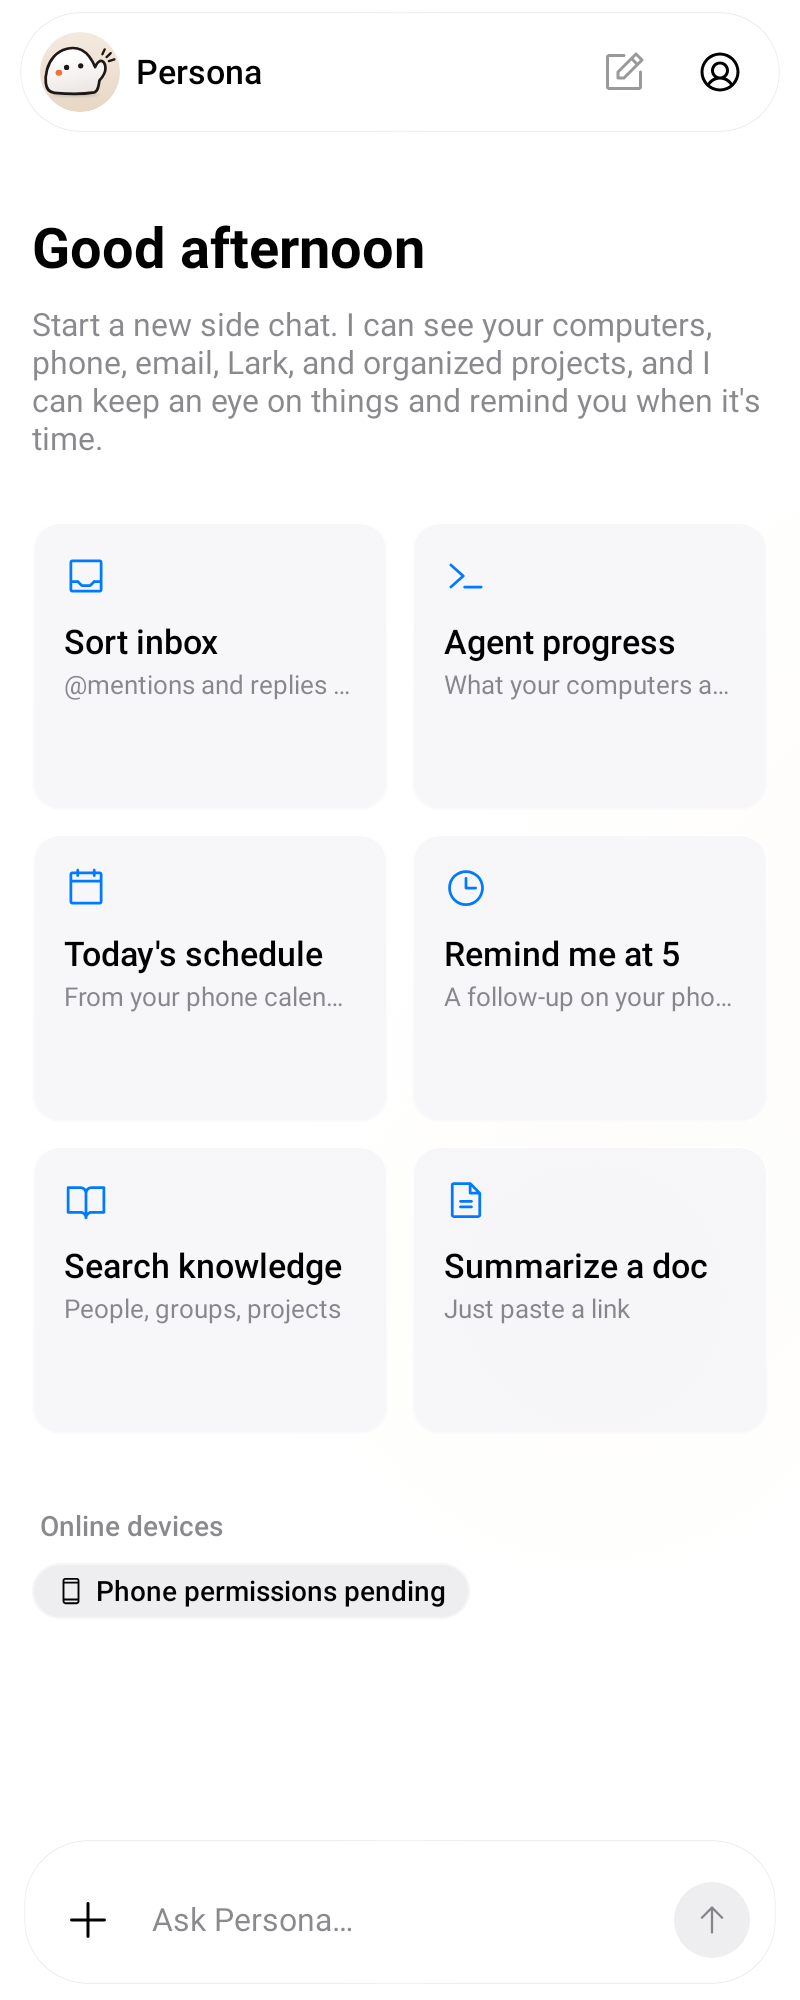 Persona
Good afternoon
Start a new side chat. I can see your computers,
phone, email, Lark, and organized projects, and I
can keep an eye on things and remind you when it's
time.
Sort inbox
@mentions and replies ...
Agent progress
What your computers a...
Today's schedule
From your phone calen...
Remind me at 5
A follow-up on your pho...
Search knowledge
People, groups, projects
Summarize a doc
Just paste a link
Online devices
Phone permissions pending
Ask Persona...